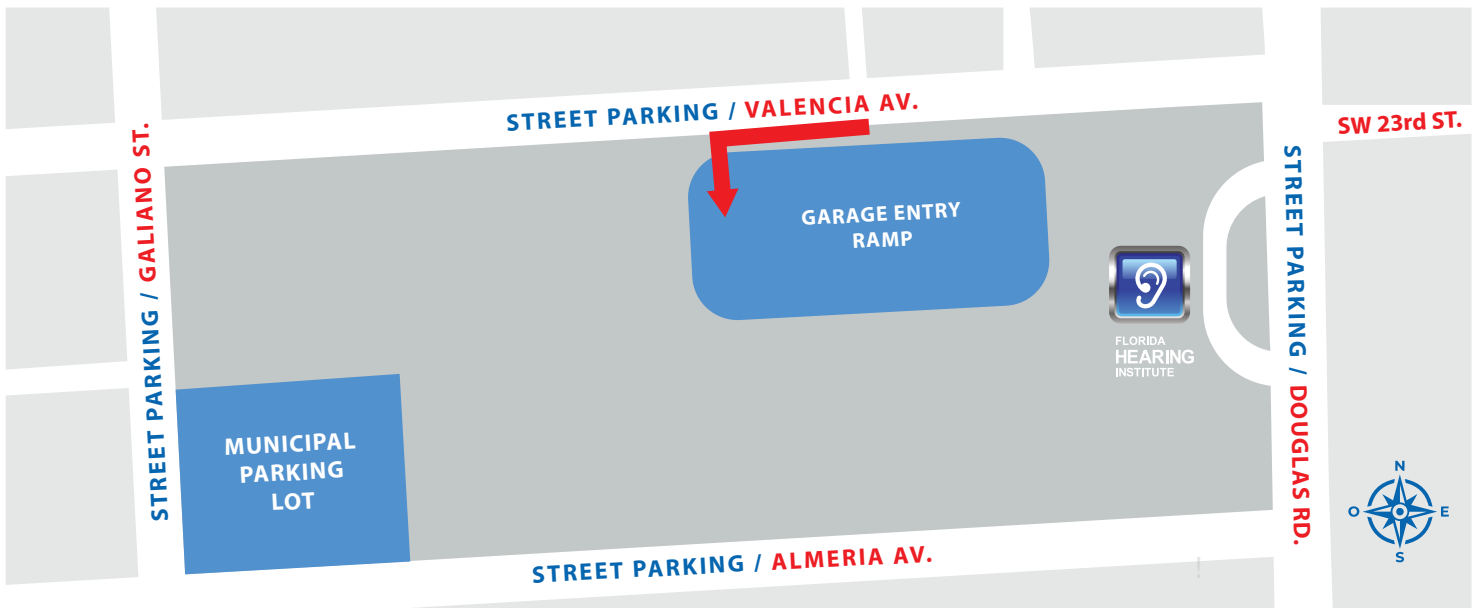 STREET PARKING / VALENCIA AV.
SW 23rd ST.
STREET PARKING / GALIANO ST.
GARAGE ENTRY
RAMP
STREET PARKING / DOUGLAS RD.
FLORIDA
HEARING
INSTITUTE
MUNICIPAL
PARKING
LOT
N
O
E
S
STREET PARKING / ALMERIA AV.